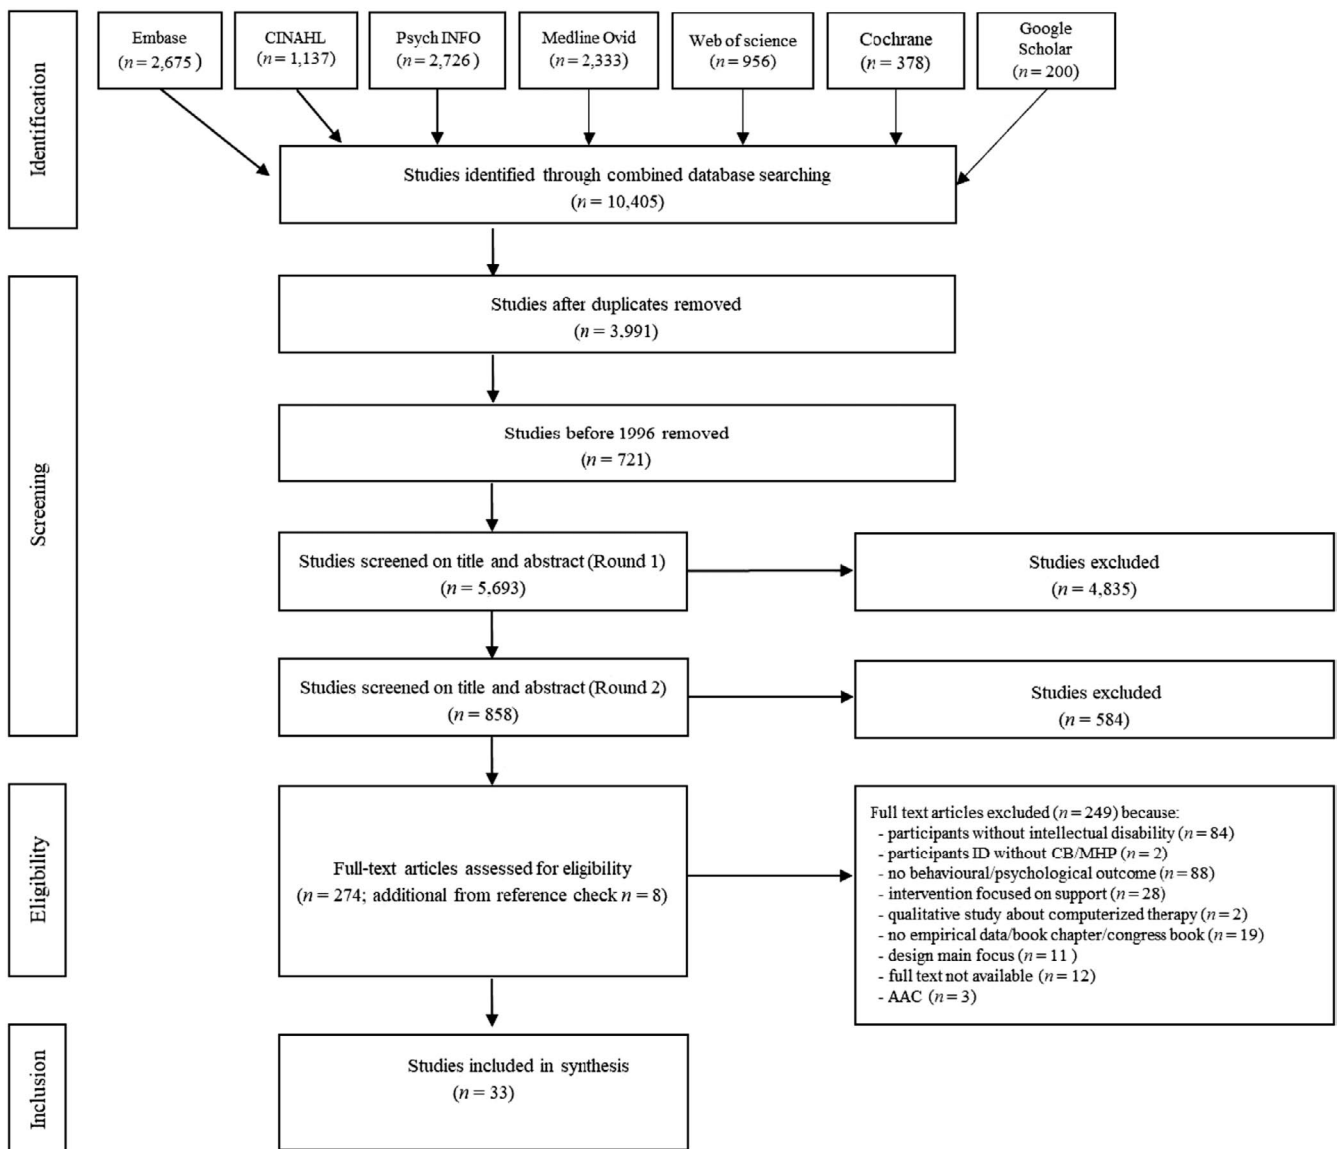 Identification
Embase
(n = 2,675 )
CINAHL
(n = 1,137)
Psych INFO
(n = 2,726)
Medline Ovid
(n = 2,333)
Web of science
(n = 956)
Cochrane
(n = 378)
Google
Scholar
(n = 200)
Studies identified through combined database searching
(n = 10,405)
Screening
Studies after duplicates removed
(n = 3,991)
Studies before 1996 removed
(n = 721)
Studies screened on title and abstract (Round 1)
(n = 5,693)
Studies excluded
(n = 4,835)
Studies screened on title and abstract (Round 2)
(n = 858)
Studies excluded
(n = 584)
Eligibility
Full-text articles assessed for eligibility
(n = 274; additional from reference check n = 8)
Full text articles excluded (n = 249) because:
- participants without intellectual disability (n = 84)
- participants ID without CB/MHP (n = 2)
- no behavioural/psychological outcome (n = 88)
- intervention focused on support (n = 28)
- qualitative study about computerized therapy (n = 2)
- no empirical data/book chapter/congress book (n = 19)
- design main focus (n = 11 )
- full text not available (n = 12)
- AAC (n = 3)
Inclusion
Studies included in synthesis
(n = 33)